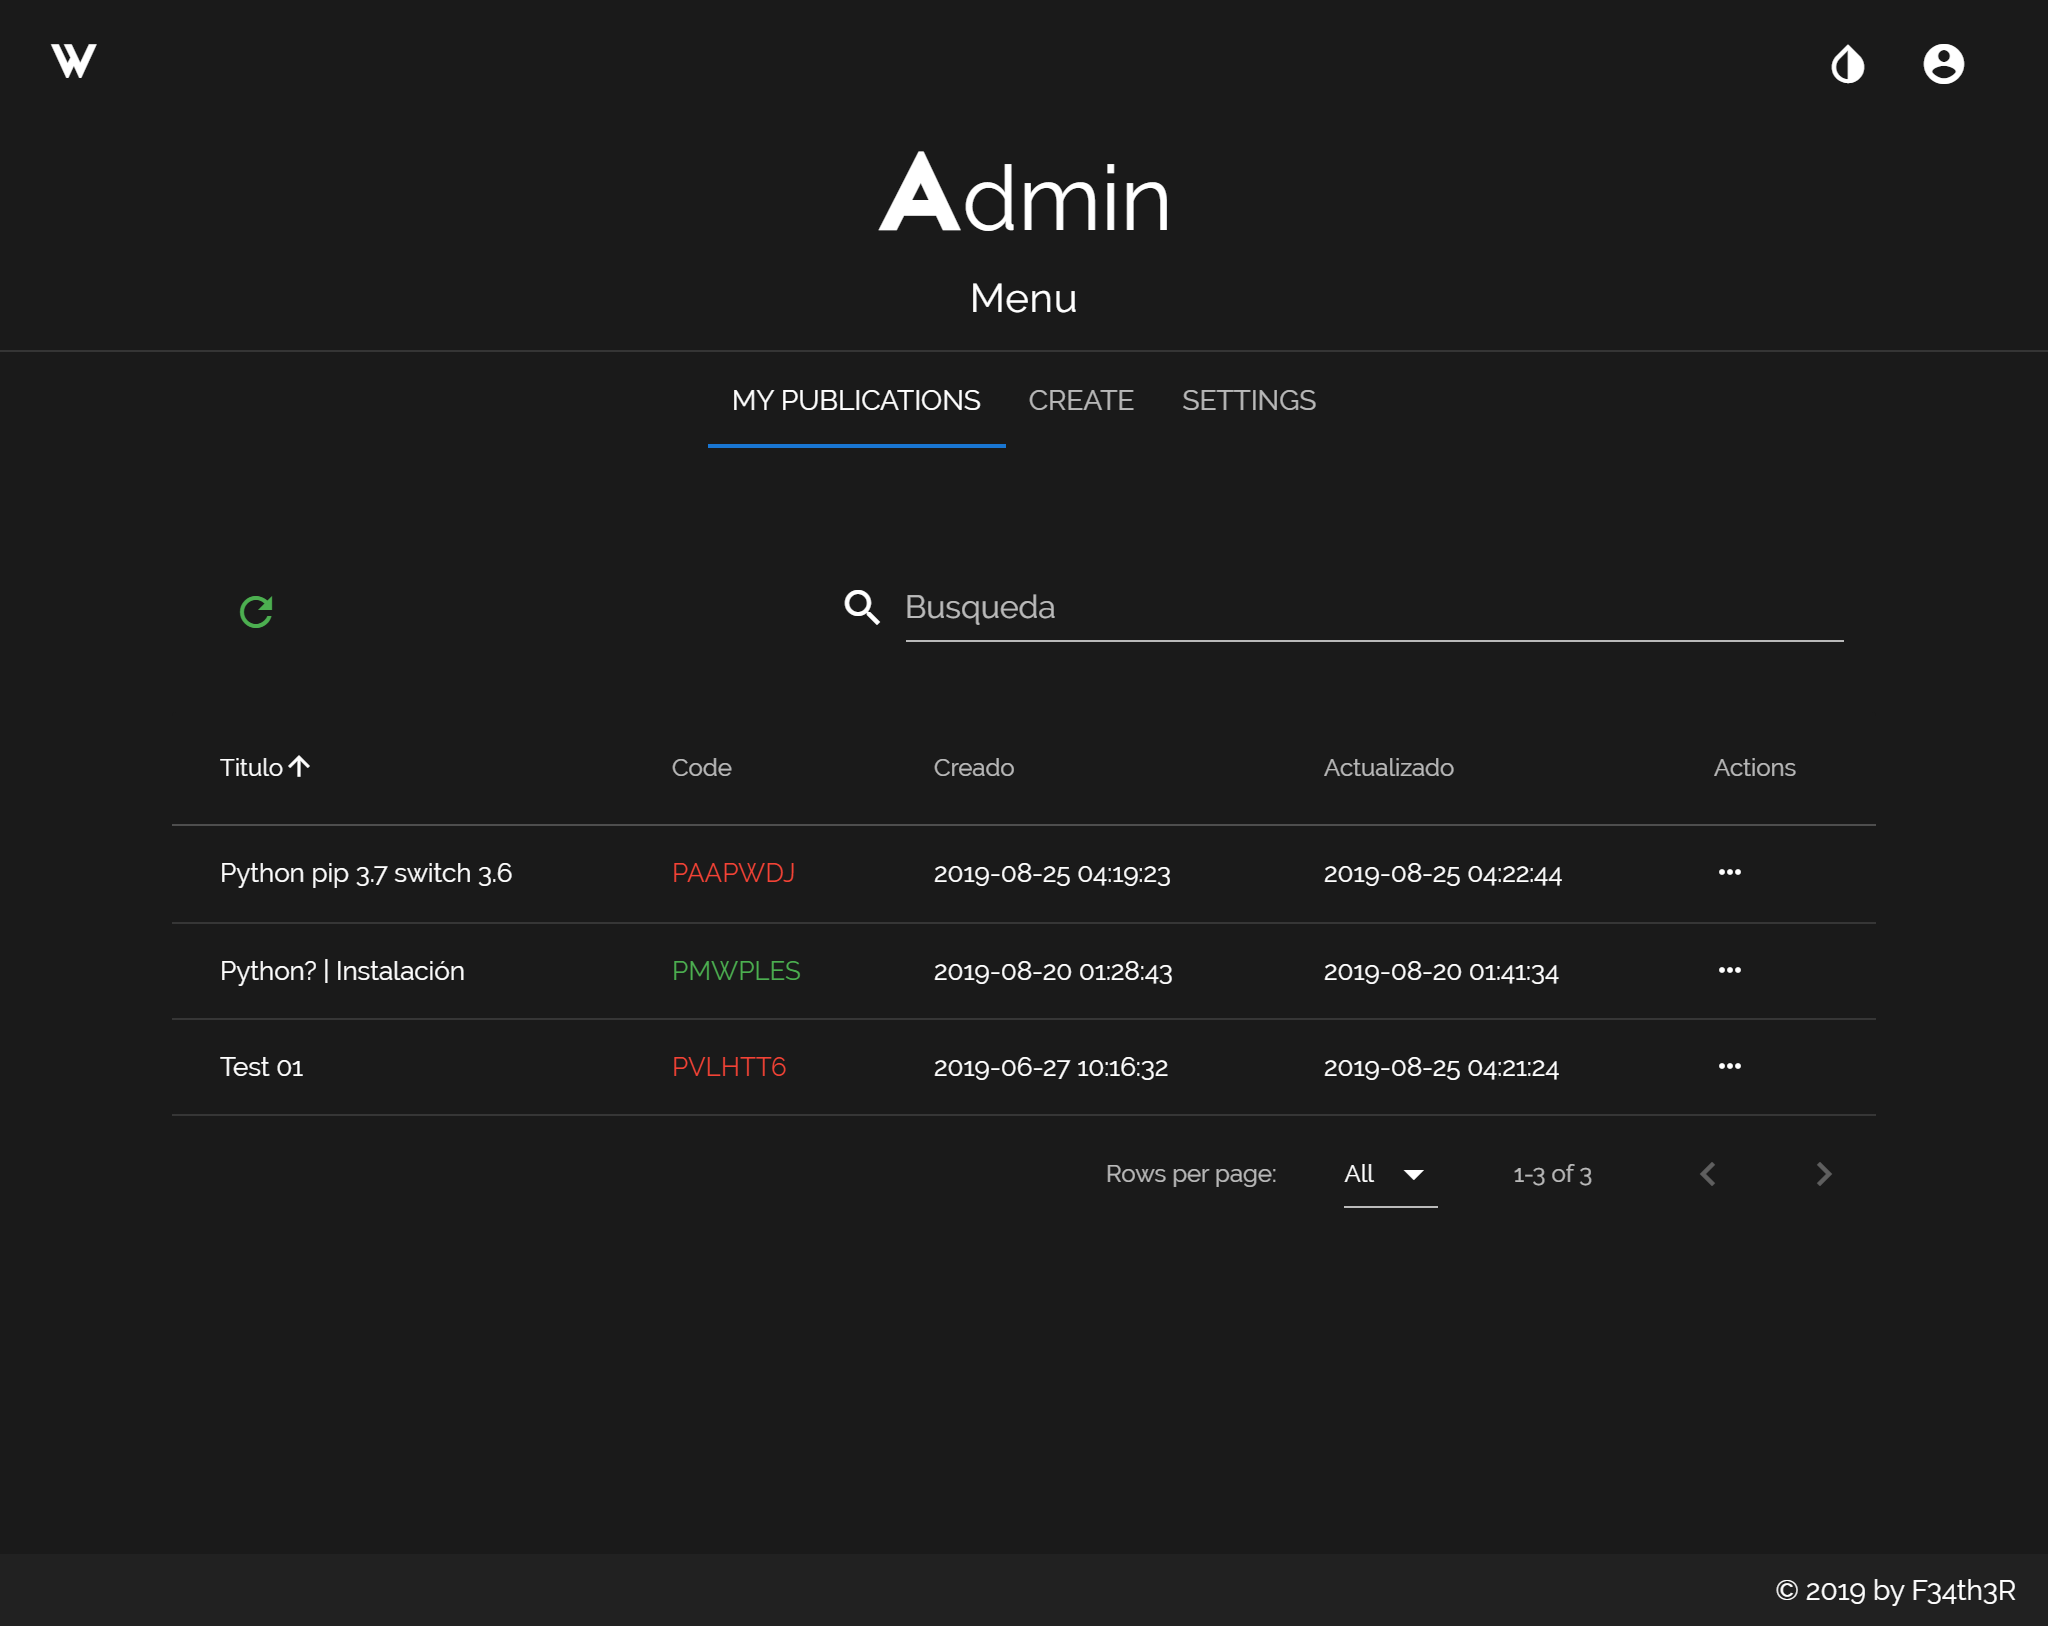 W
Admin
Menu
MY PUBLICATIONS CREATE SETTINGS
Busqueda
Titulo Code Creado Actualizado Actions
Python pip 3.7 switch 3.6 PAAPWDJ 2019-08-25 04:19:23 2019-08-25 04:22:44
Python? | Instalación PMWPLES 2019-08-20 01:28:43 2019-08-20 01:41:34
Test 01 PVLHTT6 2019-06-27 10:16:32 2019-08-25 04:21:24
Rows per page: All 1-3 of 3
© 2019 by F34th3R